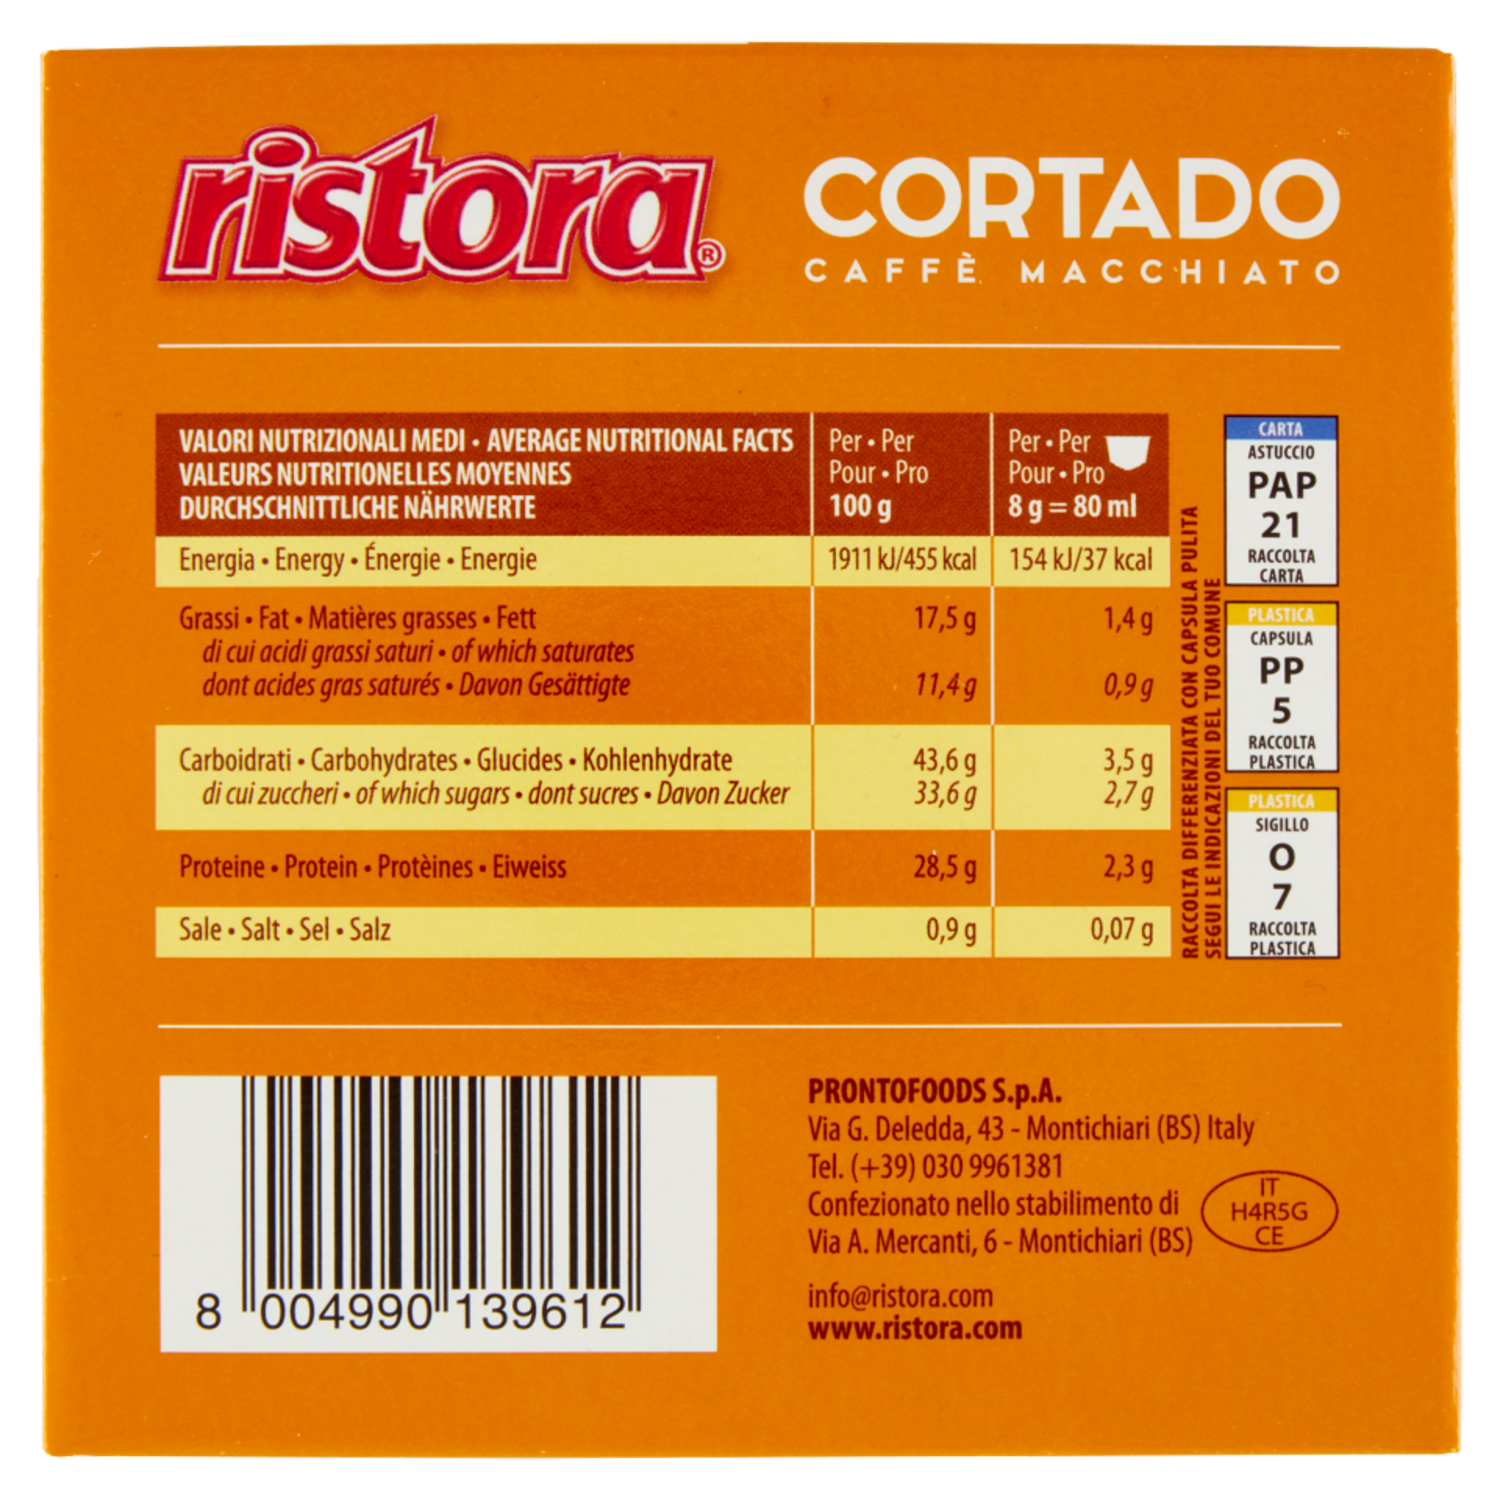 ristora®
CORTADO
CAFFÈ MACCHIATO
VALORI NUTRIZIONALI MEDI • AVERAGE NUTRITIONAL FACTS
VALEURS NUTRITIONELLES MOYENNES
DURCHSCHNITTLICHE NÄHRWERTE
Per • Per
Pour • Pro
100 g
Per • Per
Pour • Pro
8 g = 80 ml
Energia • Energy • Énergie • Energie 1911 kJ/455 kcal 154 kJ/37 kcal
Grassi • Fat • Matières grasses • Fett 17,5 g 1,4 g
di cui acidi grassi saturi • of which saturates
dont acides gras saturés • Davon Gesättigte 11,4 g 0,9 g
Carboidrati • Carbohydrates • Glucides • Kohlenhydrate 43,6 g 3,5 g
di cui zuccheri • of which sugars • dont sucres • Davon Zucker 33,6 g 2,7 g
Proteine • Protein • Protèines • Eiweiss 28,5 g 2,3 g
Sale • Salt • Sel • Salz 0,9 g 0,07 g
RACCOLTA DIFFERENZIATA CON CAPSULA PULITA
SEGUI LE INDICAZIONI DEL TUO COMUNE
CARTA
ASTUCCIO
PAP
21
RACCOLTA
CARTA
PLASTICA
CAPSULA
PP
5
RACCOLTA
PLASTICA
PLASTICA
SIGILLO
O
7
RACCOLTA
PLASTICA
8 004990 139612
PRONTOFOODS S.p.A.
Via G. Deledda, 43 - Montichiari (BS) Italy
Tel. (+39) 030 9961381
Confezionato nello stabilimento di
Via A. Mercanti, 6 - Montichiari (BS)
IT
H4R5G
CE
info@ristora.com
www.ristora.com